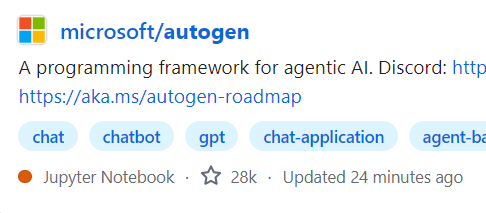 microsoft/autogen
A programming framework for agentic AI. Discord: http
https://aka.ms/autogen-roadmap
chat chatbot gpt chat-application agent-ba
Jupyter Notebook · 28k · Updated 24 minutes ago